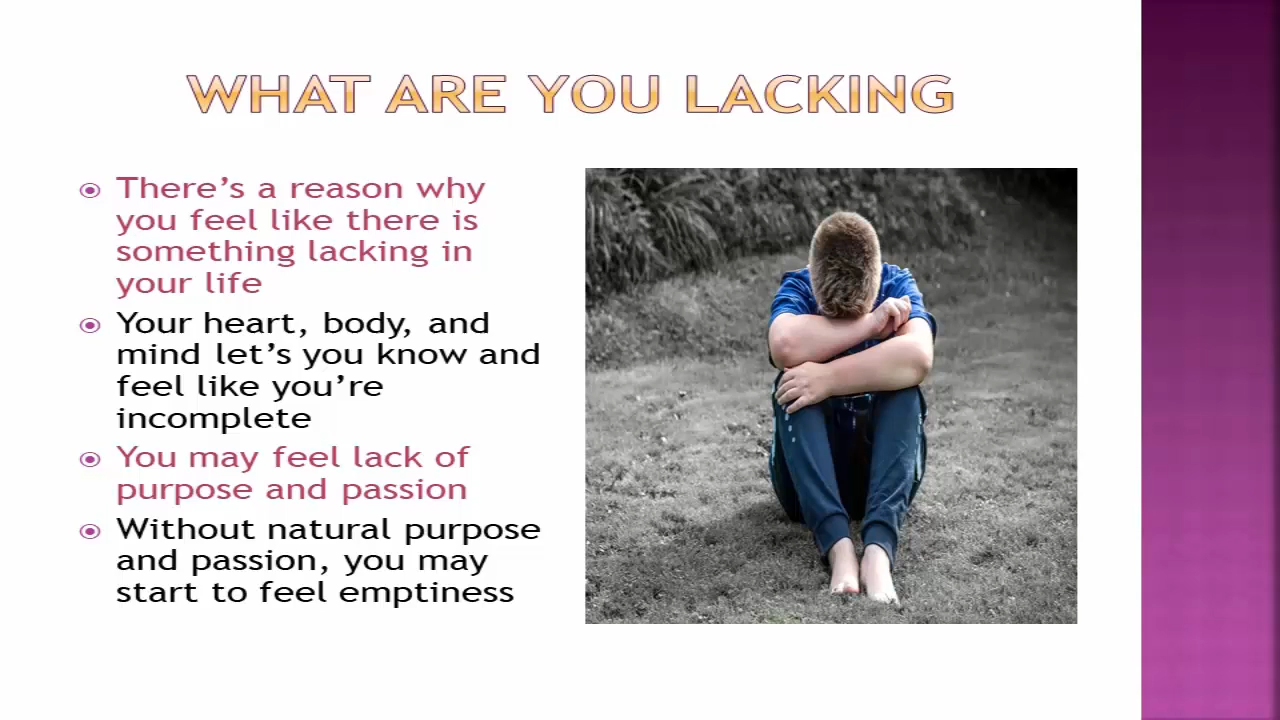 WHAT ARE YOU LACKING
There's a reason why
you feel like there is
something lacking in
your life
Your heart, body, and
mind let's you know and
feel like you're
incomplete
You may feel lack of
purpose and passion
Without natural purpose
and passion, you may
start to feel emptiness